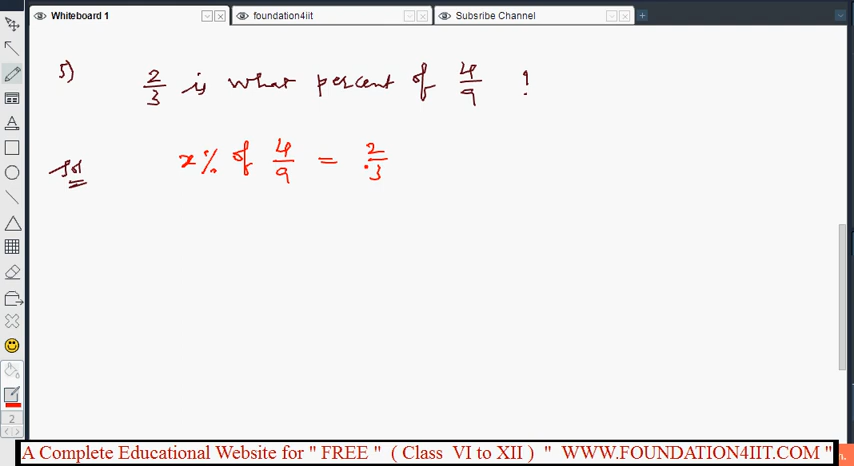 Whiteboard 1
foundation4iit
Subsribe Channel
5) 2/3 is what percent of 4/9 ?
Sol x% of 4/9 = 2/3
2
A Complete Educational Website for " FREE " ( Class VI to XII ) " WWW.FOUNDATION4IIT.COM "